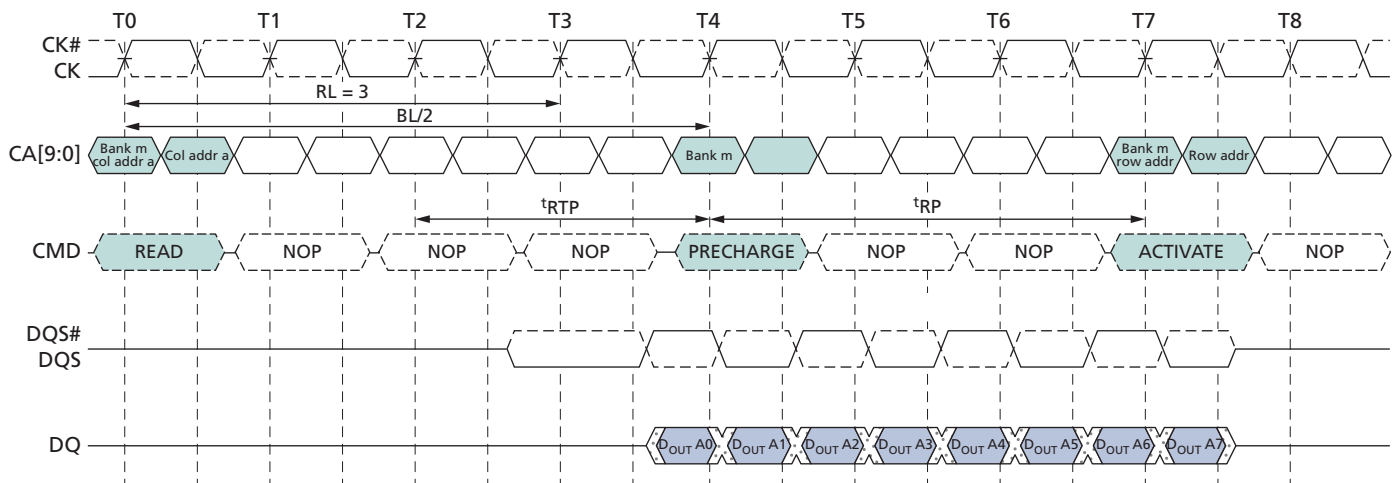 T0 T1 T2 T3 T4 T5 T6 T7 T8
CK#
CK
RL = 3
BL/2
CA[9:0]
Bank m col addr a
Col addr a
Bank m
Bank m row addr
Row addr
tRTP
tRP
CMD
READ NOP NOP NOP PRECHARGE NOP NOP ACTIVATE NOP
DQS#
DQS
DQ
DOUT A0 DOUT A1 DOUT A2 DOUT A3 DOUT A4 DOUT A5 DOUT A6 DOUT A7